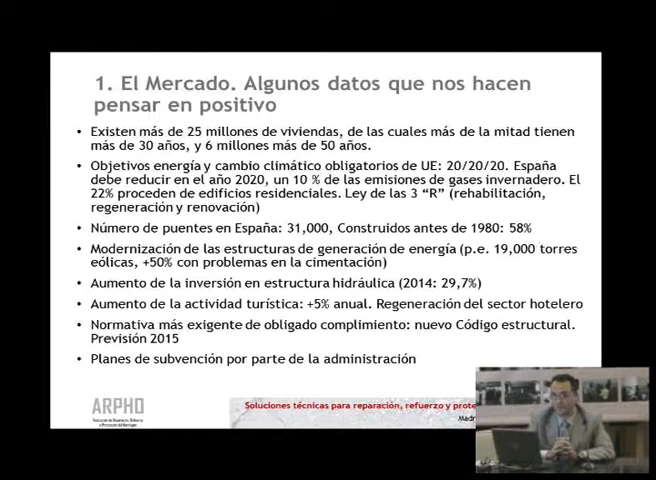 1. El Mercado. Algunos datos que nos hacen
pensar en positivo
• Existen más de 25 millones de viviendas, de las cuales más de la mitad tienen
más de 30 años, y 6 millones más de 50 años.
• Objetivos energía y cambio climático obligatorios de UE: 20/20/20. España
debe reducir en el año 2020, un 10 % de las emisiones de gases invernadero. El
22% proceden de edificios residenciales. Ley de las 3 “R” (rehabilitación,
regeneración y renovación)
• Número de puentes en España: 31,000, Construidos antes de 1980: 58%
• Modernización de las estructuras de generación de energía (p.e. 19,000 torres
eólicas, +50% con problemas en la cimentación)
• Aumento de la inversión en estructura hidráulica (2014: 29,7%)
• Aumento de la actividad turística: +5% anual. Regeneración del sector hotelero
• Normativa más exigente de obligado complimiento: nuevo Código estructural.
Previsión 2015
• Planes de subvención por parte de la administración
ARPHO
Soluciones técnicas para reparación, refuerzo y prote
Madr